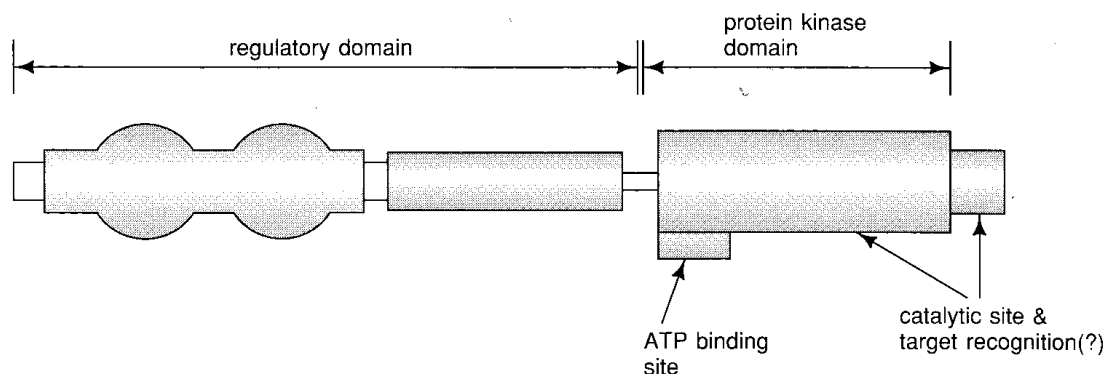 regulatory domain
protein kinase
domain
ATP binding
site
catalytic site &
target recognition(?)